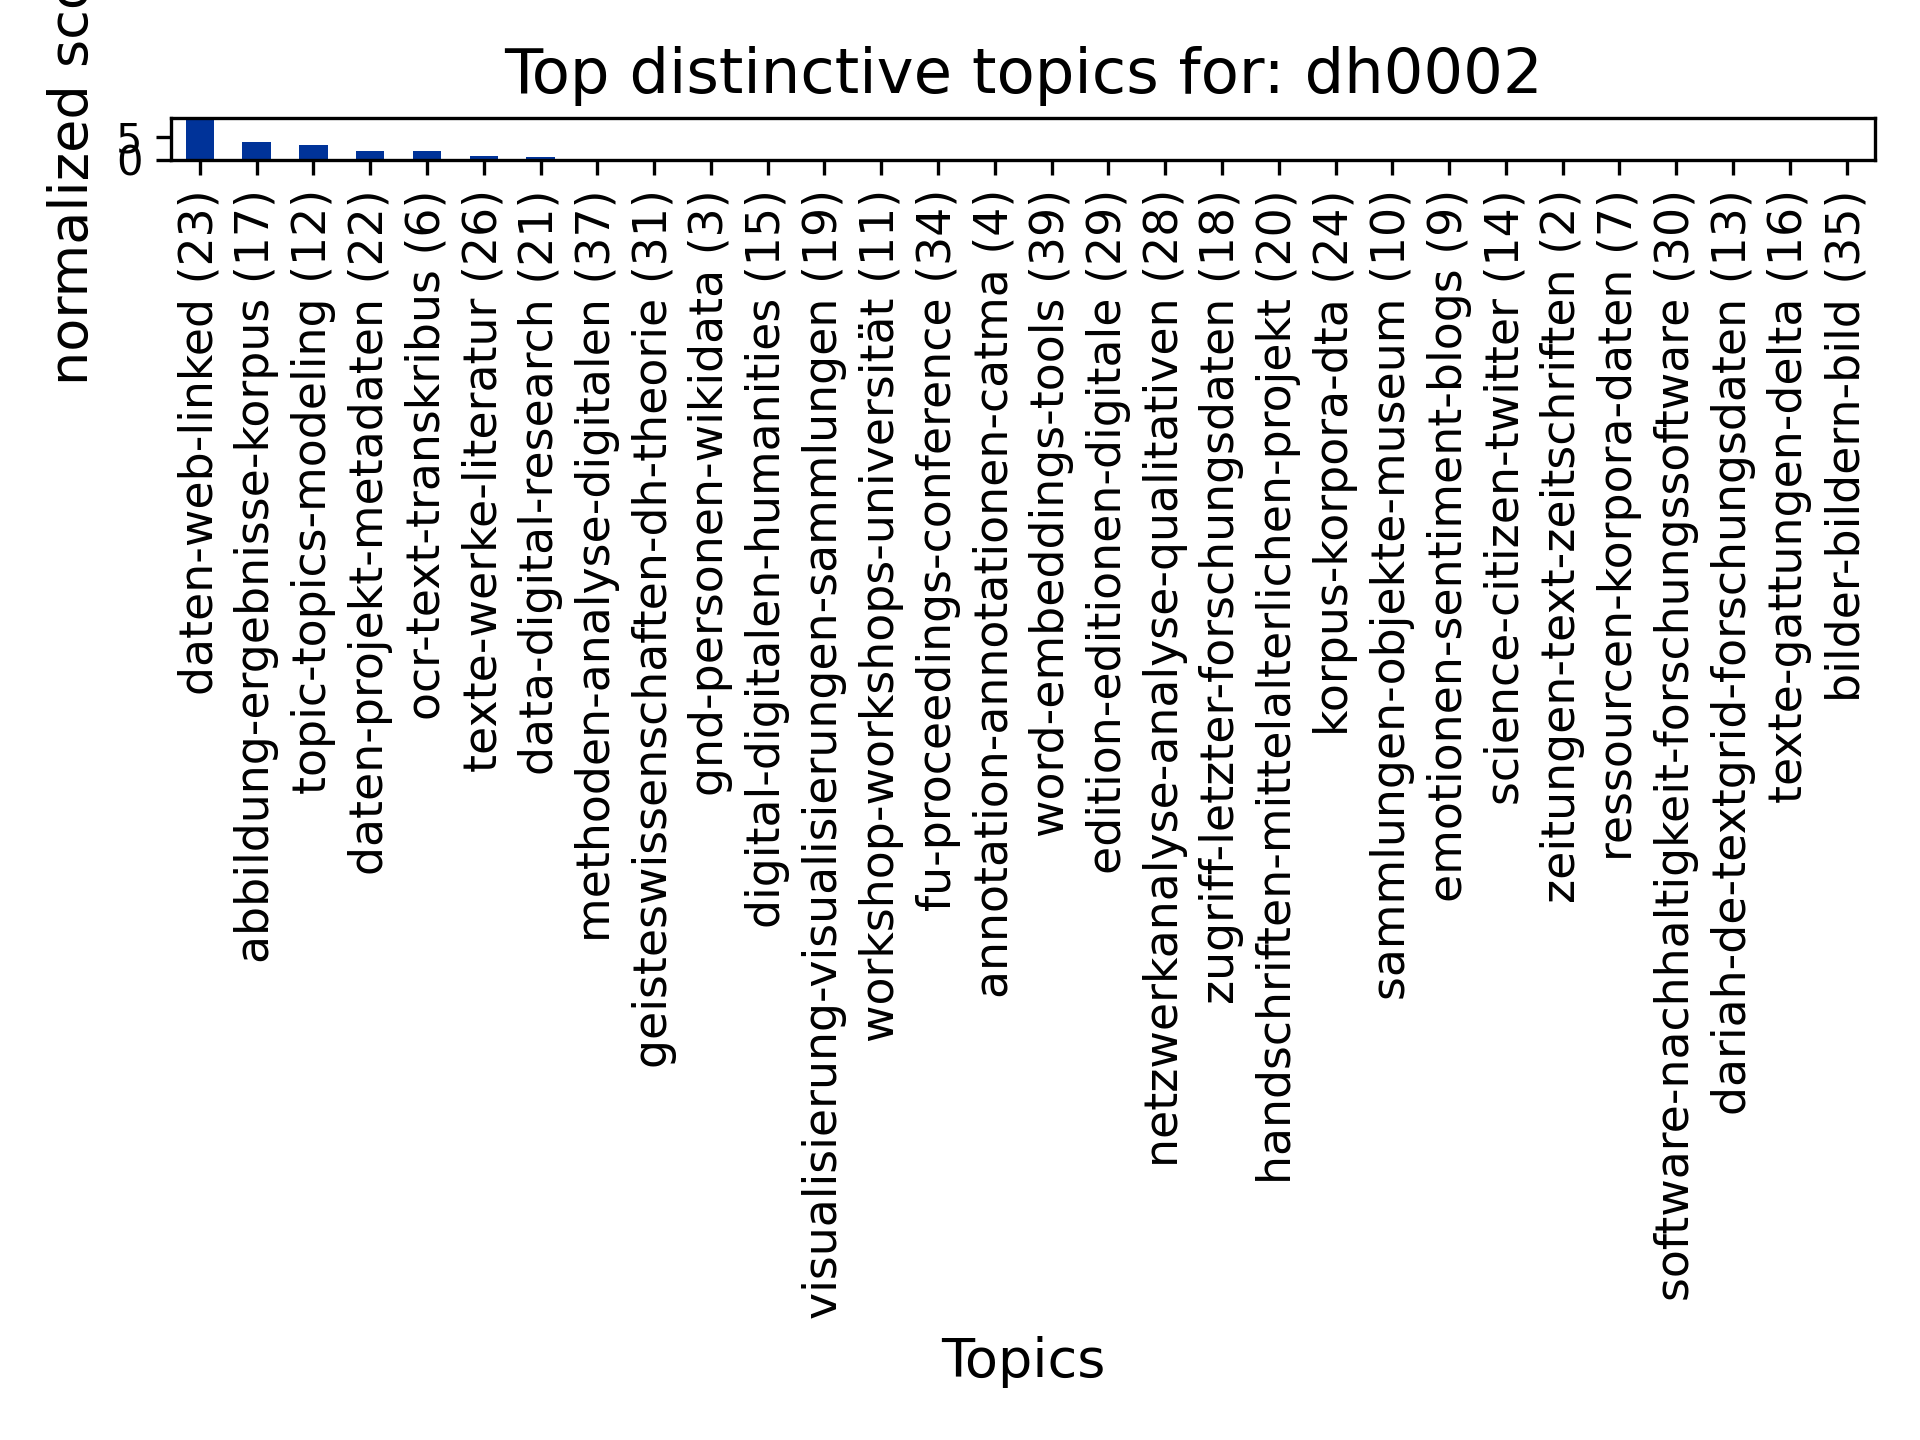 Top distinctive topics for: dh0002
normalized sco
5
0
daten-web-linked (23)
abbildung-ergebnisse-korpus (17)
topic-topics-modeling (12)
daten-projekt-metadaten (22)
ocr-text-transkribus (6)
texte-werke-literatur (26)
data-digital-research (21)
methoden-analyse-digitalen (37)
geisteswissenschaften-dh-theorie (31)
gnd-personen-wikidata (3)
digital-digitalen-humanities (15)
visualisierung-visualisierungen-sammlungen (19)
workshop-workshops-universität (11)
fu-proceedings-conference (34)
annotation-annotationen-catma (4)
word-embeddings-tools (39)
edition-editionen-digitale (29)
netzwerkanalyse-analyse-qualitativen (28)
zugriff-letzter-forschungsdaten (18)
handschriften-mittelalterlichen-projekt (20)
korpus-korpora-dta (24)
sammlungen-objekte-museum (10)
emotionen-sentiment-blogs (9)
science-citizen-twitter (14)
zeitungen-text-zeitschriften (2)
ressourcen-korpora-daten (7)
software-nachhaltigkeit-forschungssoftware (30)
dariah-de-textgrid-forschungsdaten (13)
texte-gattungen-delta (16)
bilder-bildern-bild (35)
Topics